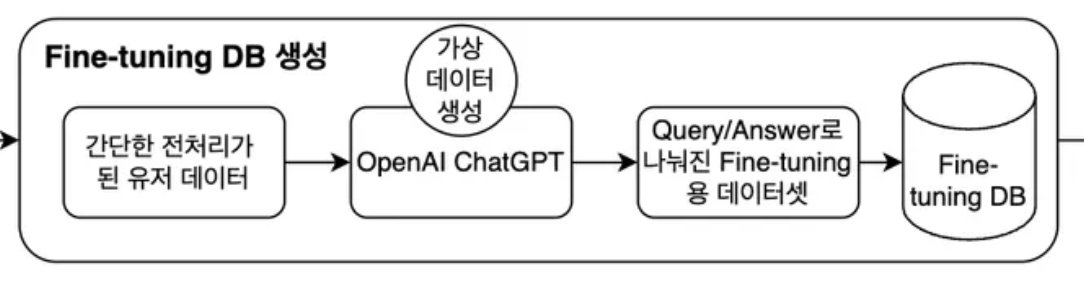 Fine-tuning DB 생성
간단한 전처리가
된 유저 데이터
가상
데이터
생성
OpenAI ChatGPT
Query/Answer로
나눠진 Fine-tuning
용 데이터셋
Fine-
tuning DB